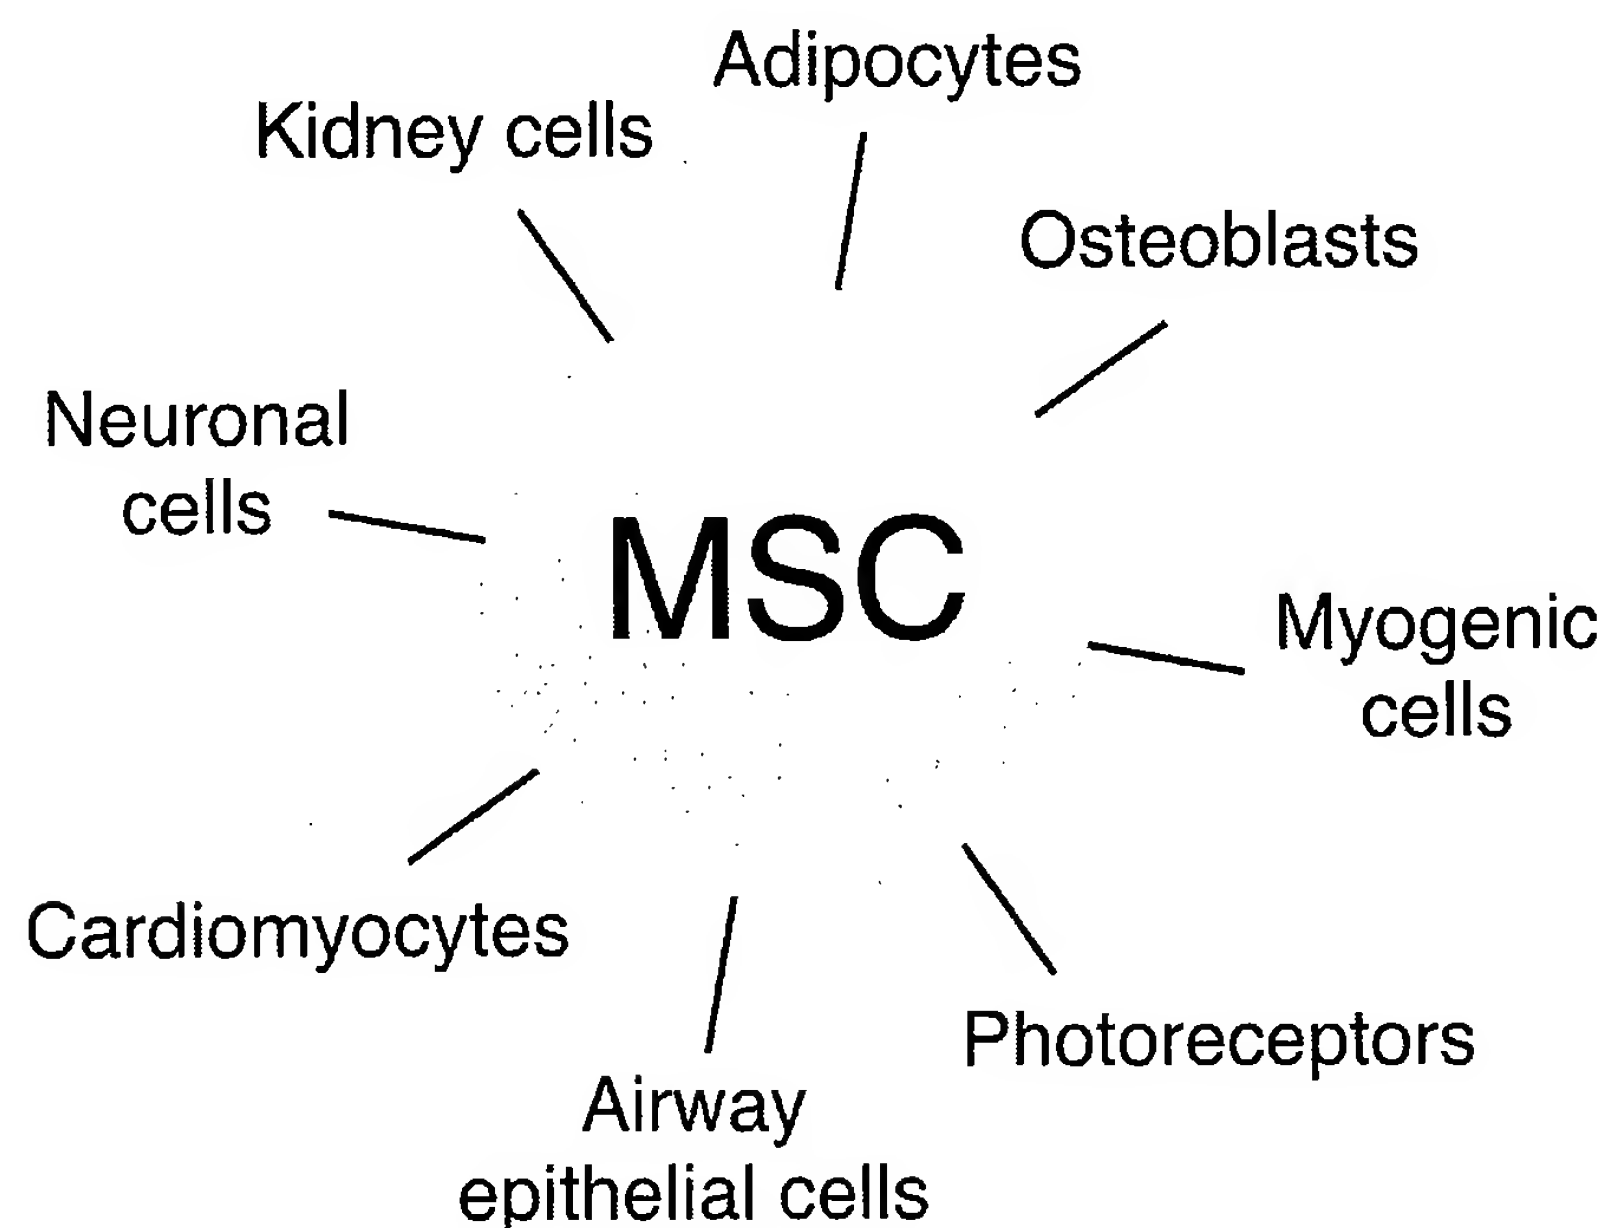 Adipocytes
Kidney cells
Osteoblasts
Neuronal
cells
MSC
Myogenic
cells
Cardiomyocytes
Photoreceptors
Airway
epithelial cells